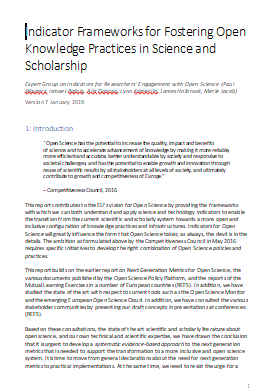 Indicator Frameworks for Fostering Open
Knowledge Practices in Science and
Scholarship
Expert Group on Indicators for Researchers' Engagement with Open Science (Paul
Wouters, Ismael Ràfols, Alis Oancea, Lynn Kamerlin, James Holbrook, Merle Jacob)
Version 7 January 2019
1: Introduction
"Open Science has the potential to increase the quality, impact and benefits
of science and to accelerate advancement of knowledge by making it more reliable,
more efficient and accurate, better understandable by society and responsive to
societal challenges, and has the potential to enable growth and innovation through
reuse of scientific results by all stakeholders at all levels of society, and ultimately
contribute to growth and competitiveness of Europe."
– Competitiveness Council, 2016
This report contributes to the EU's vision for Open Science by providing the frameworks
with which we can both understand and apply science and technology indicators to enable
the transition from the current scientific and scholarly system towards a more open and
inclusive configuration of knowledge practices and infrastructures. Indicators for Open
Science will greatly influence the form that Open Science takes; as always, the devil is in the
details. The ambition as formulated above by the Competitiveness Council in May 2016
requires specific initiatives to develop the right combination of Open Science policies and
practices.
This report builds on the earlier report on Next Generation Metrics for Open Science, the
various documents published by the Open Science Policy Platform, and the reports of the
Mutual Learning Exercise in a number of European countries (REFS). In addition, we have
studied the state of the art with respect to current tools such as the Open Science Monitor
and the emerging European Open Science Cloud. In addition, we have consulted the various
stakeholder communities by presenting our draft concepts in presentations at conferences
(REFS).
Based on these consultations, the state of the art scientific and scholarly literature about
open science, and our own technical and scientific expertise, we have drawn the conclusion
that it is urgent to develop a systematic evidence-based approach to the next generation
metrics that is needed to support the transformation to a more inclusive and open science
system. It is time to move from general declarations about the need for next generation
metrics to practical implementations. At the same time, we need to resist the urge for a
1